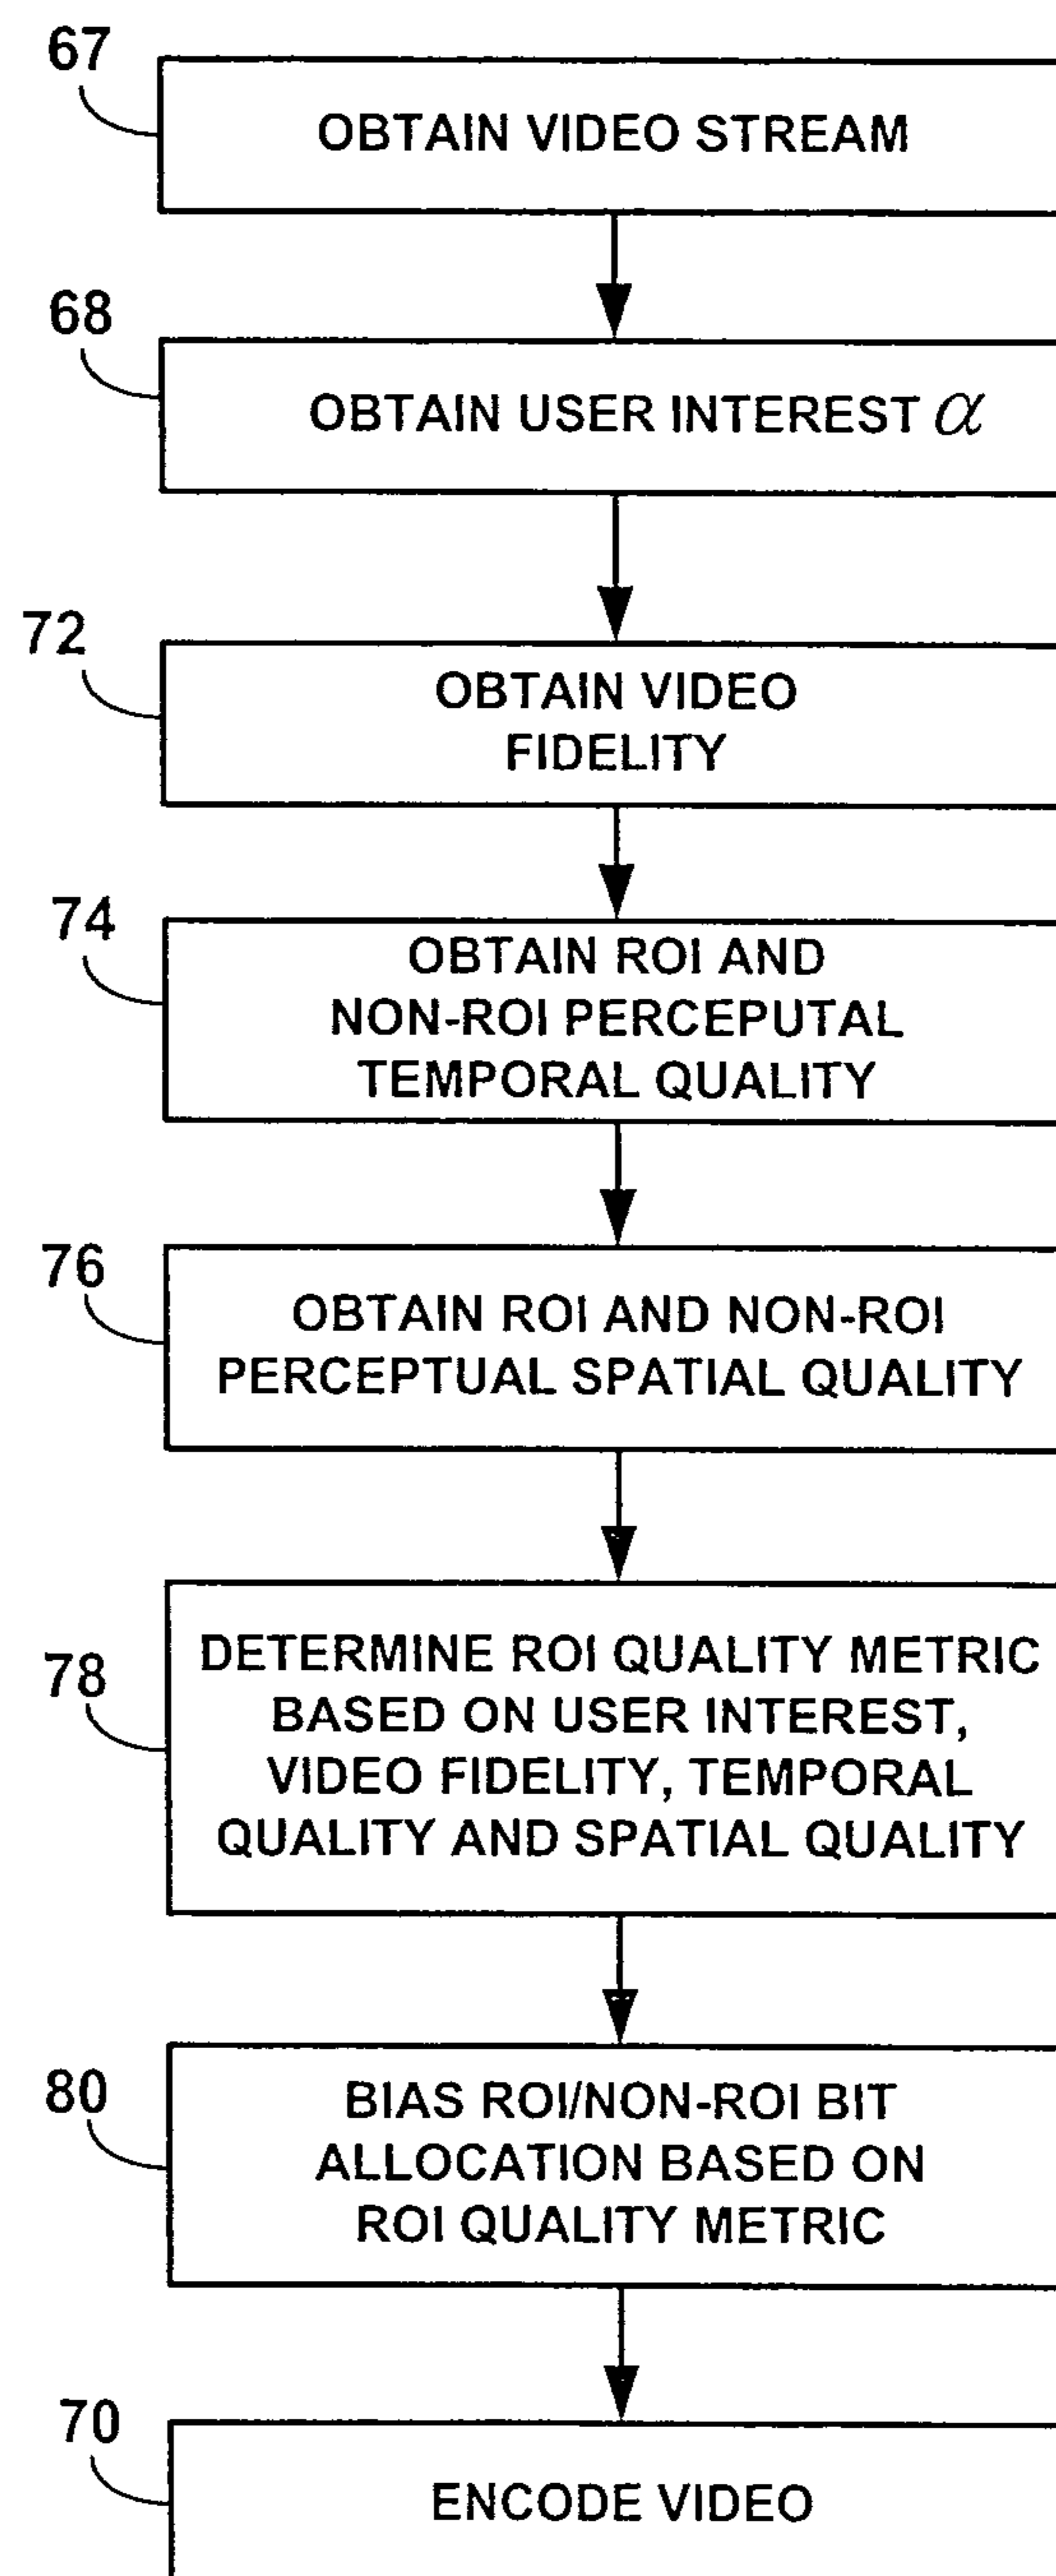 67
OBTAIN VIDEO STREAM
68
OBTAIN USER INTEREST α
72
OBTAIN VIDEO
FIDELITY
74
OBTAIN ROI AND
NON-ROI PERCEPUTAL
TEMPORAL QUALITY
76
OBTAIN ROI AND NON-ROI
PERCEPTUAL SPATIAL QUALITY
78
DETERMINE ROI QUALITY METRIC
BASED ON USER INTEREST,
VIDEO FIDELITY, TEMPORAL
QUALITY AND SPATIAL QUALITY
80
BIAS ROI/NON-ROI BIT
ALLOCATION BASED ON
ROI QUALITY METRIC
70
ENCODE VIDEO